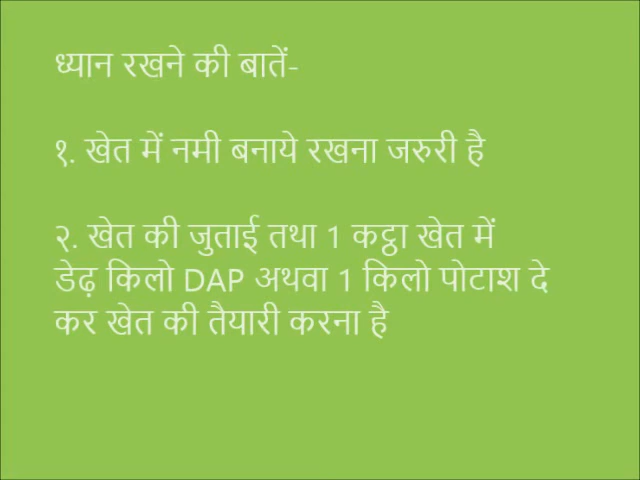 ध्यान रखने की बातें-
१. खेत में नमी बनाये रखना जरुरी है
२. खेत की जुताई तथा 1 कट्ठा खेत में
डेढ़ किलो DAP अथवा 1 किलो पोटाश दे
कर खेत की तैयारी करना है